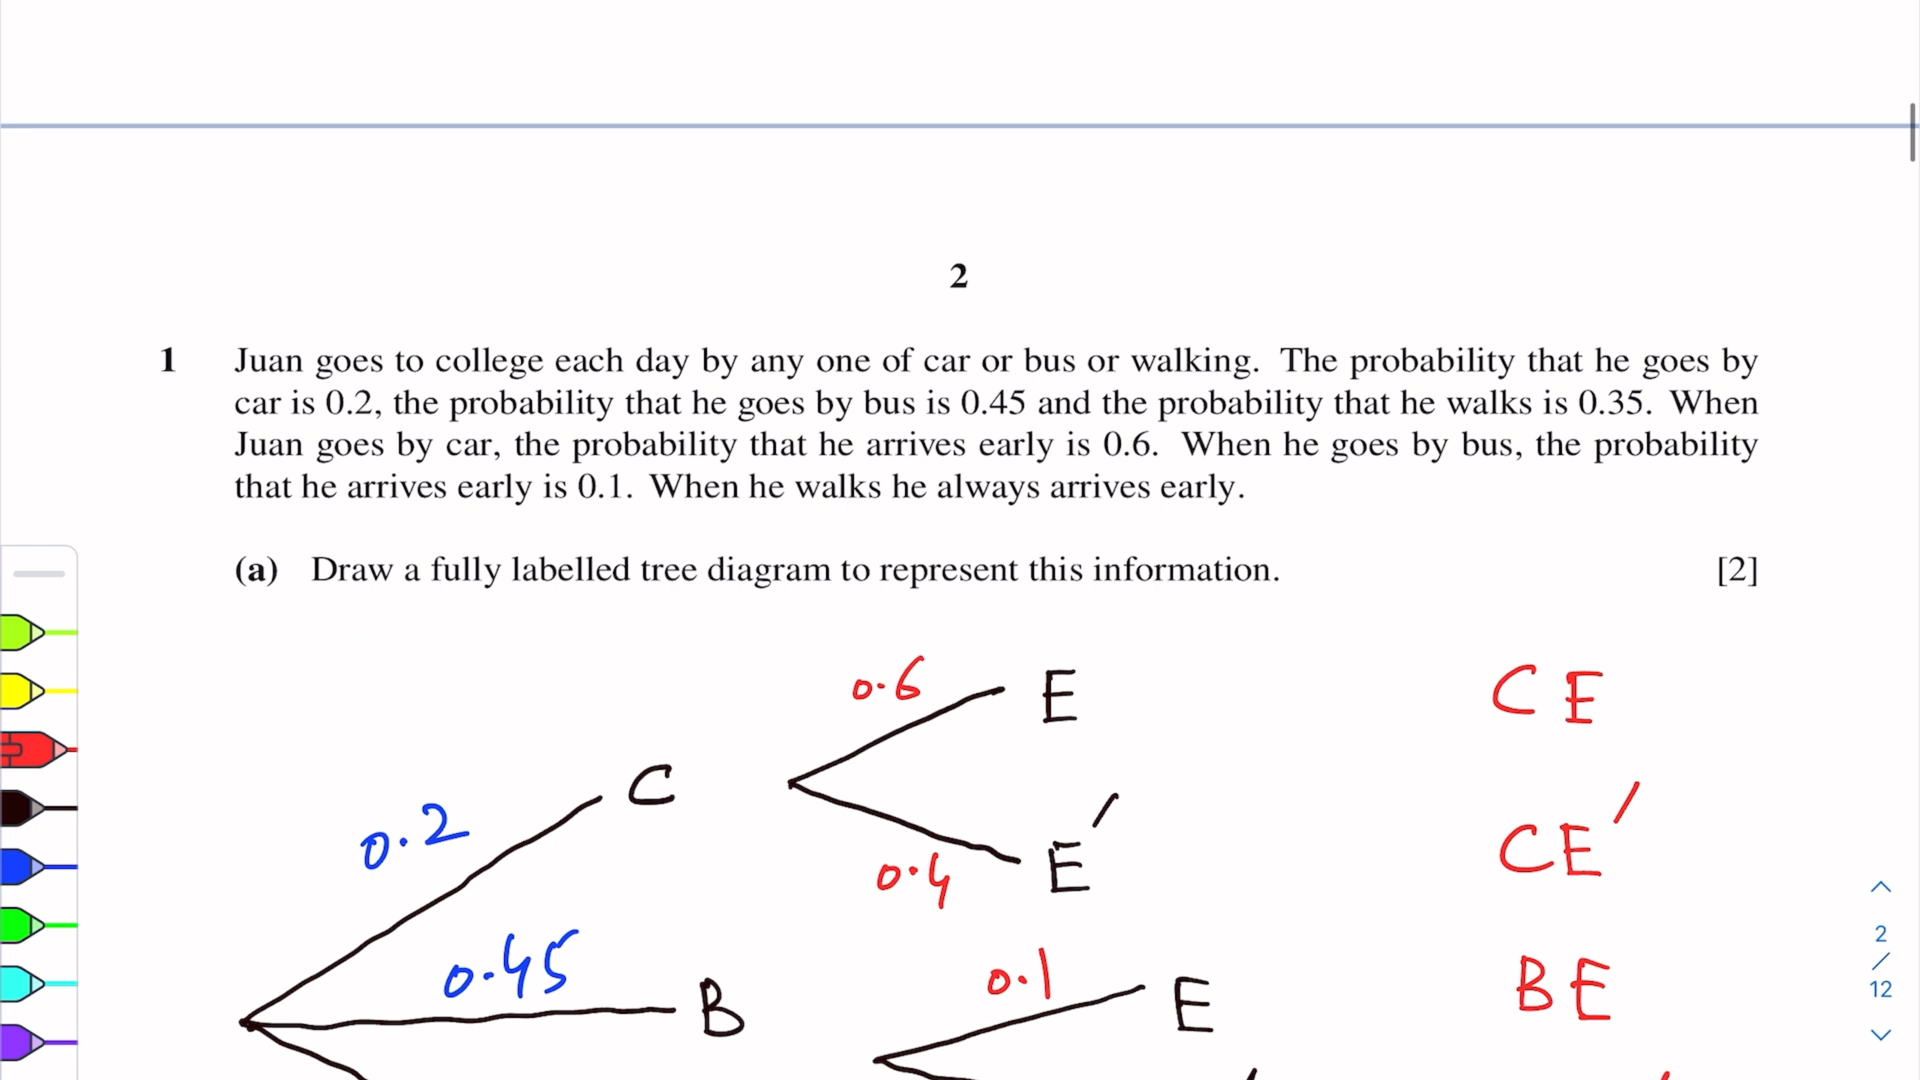 2
1 Juan goes to college each day by any one of car or bus or walking. The probability that he goes by
car is 0.2, the probability that he goes by bus is 0.45 and the probability that he walks is 0.35. When
Juan goes by car, the probability that he arrives early is 0.6. When he goes by bus, the probability
that he arrives early is 0.1. When he walks he always arrives early.
(a) Draw a fully labelled tree diagram to represent this information. [2]
0.6 E CE
0.2 C
0.4 E' CE'
0.45 B
0.1 E BE
2
/
12